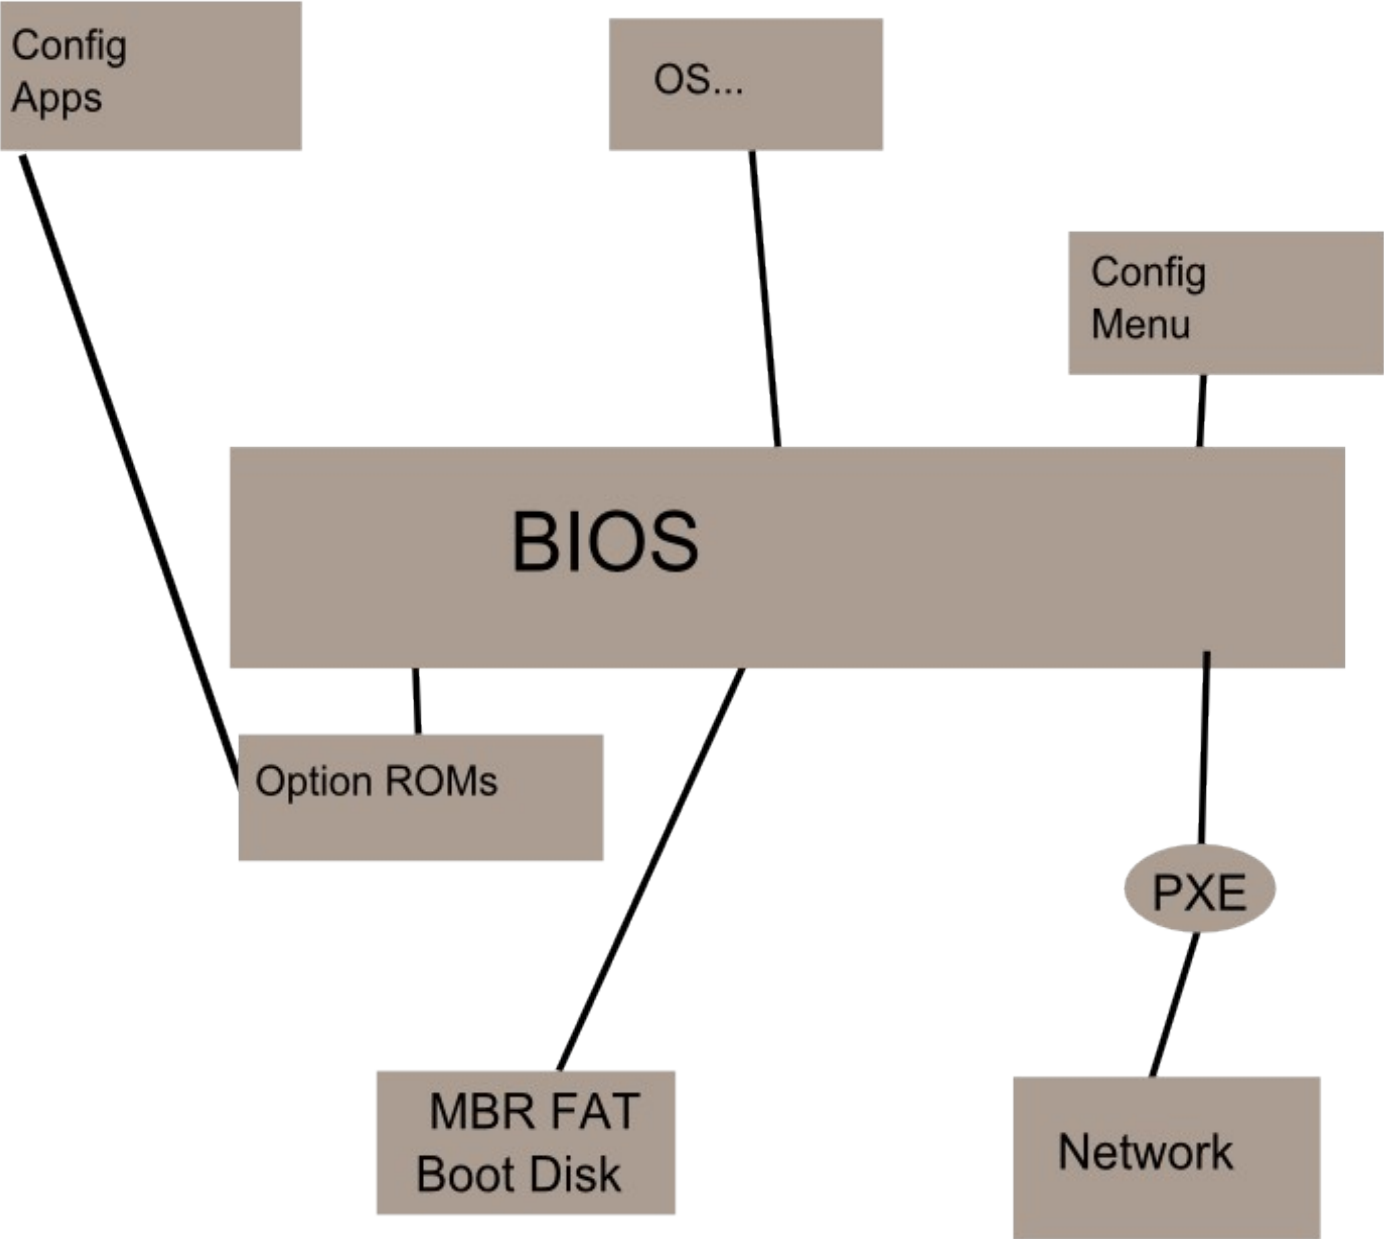 Config
Apps
OS...
Config
Menu
BIOS
Option ROMs
PXE
MBR FAT
Boot Disk
Network